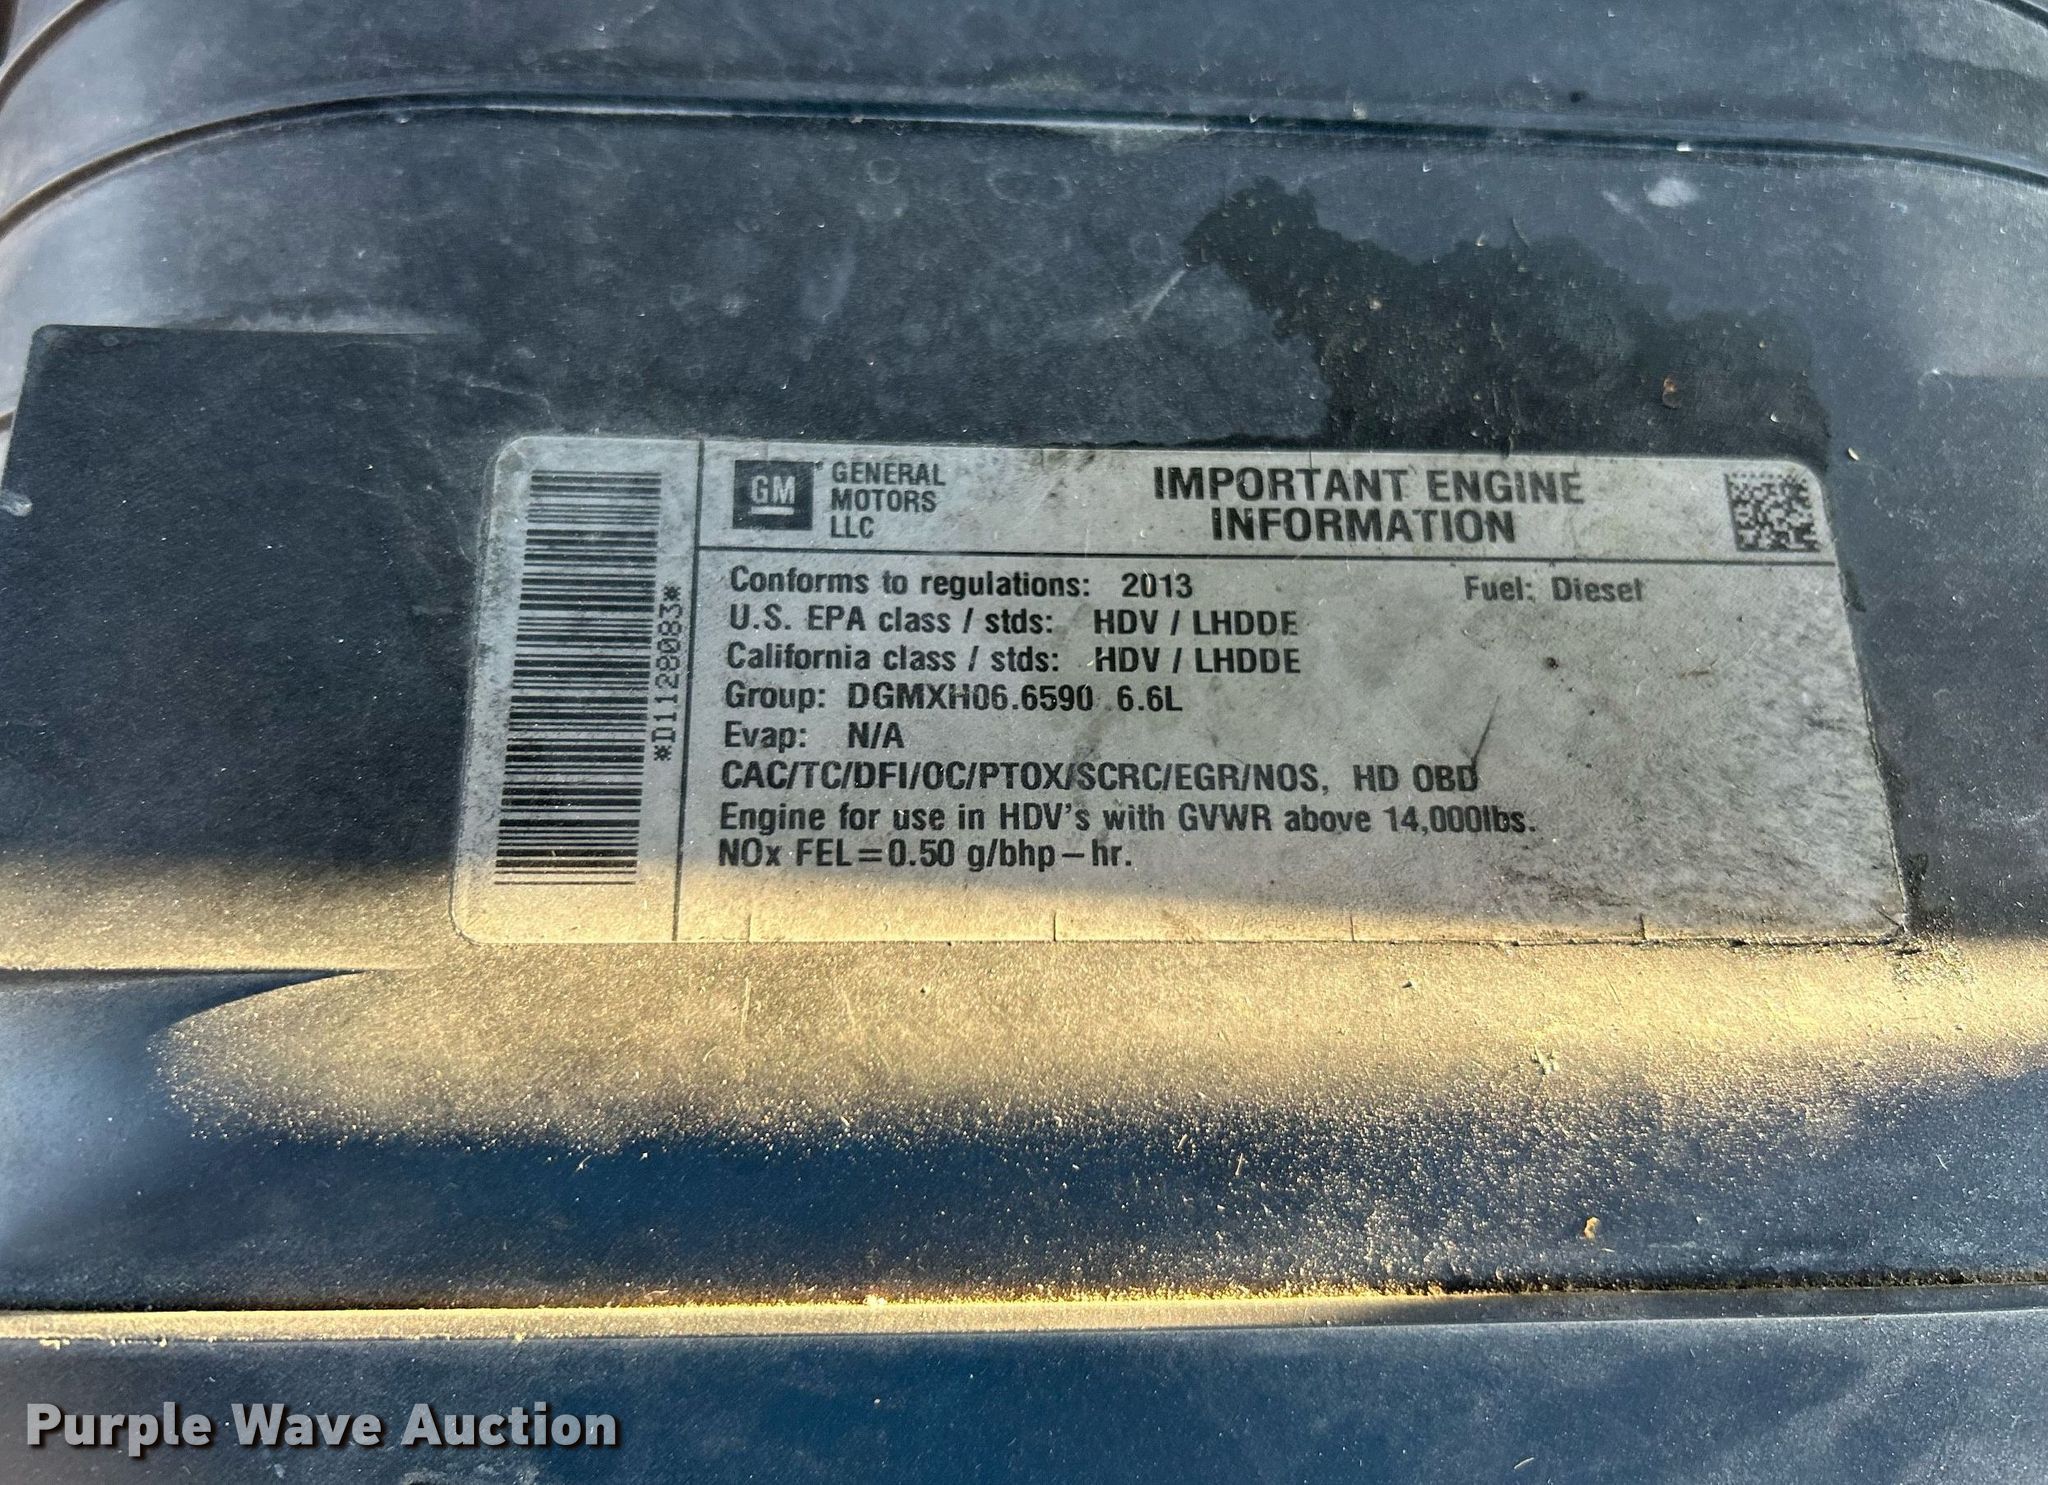 GM GENERAL
MOTORS
LLC
IMPORTANT ENGINE
INFORMATION
*D11280083*
Conforms to regulations: 2013 Fuel: Diesel
U.S. EPA class / stds: HDV / LHDDE
California class / stds: HDV / LHDDE
Group: DGMXH06.6590 6.6L
Evap: N/A
CAC/TC/DFI/OC/PTOX/SCRC/EGR/NOS, HD OBD
Engine for use in HDV's with GVWR above 14,000lbs.
NOx FEL=0.50 g/bhp-hr.
Purple Wave Auction